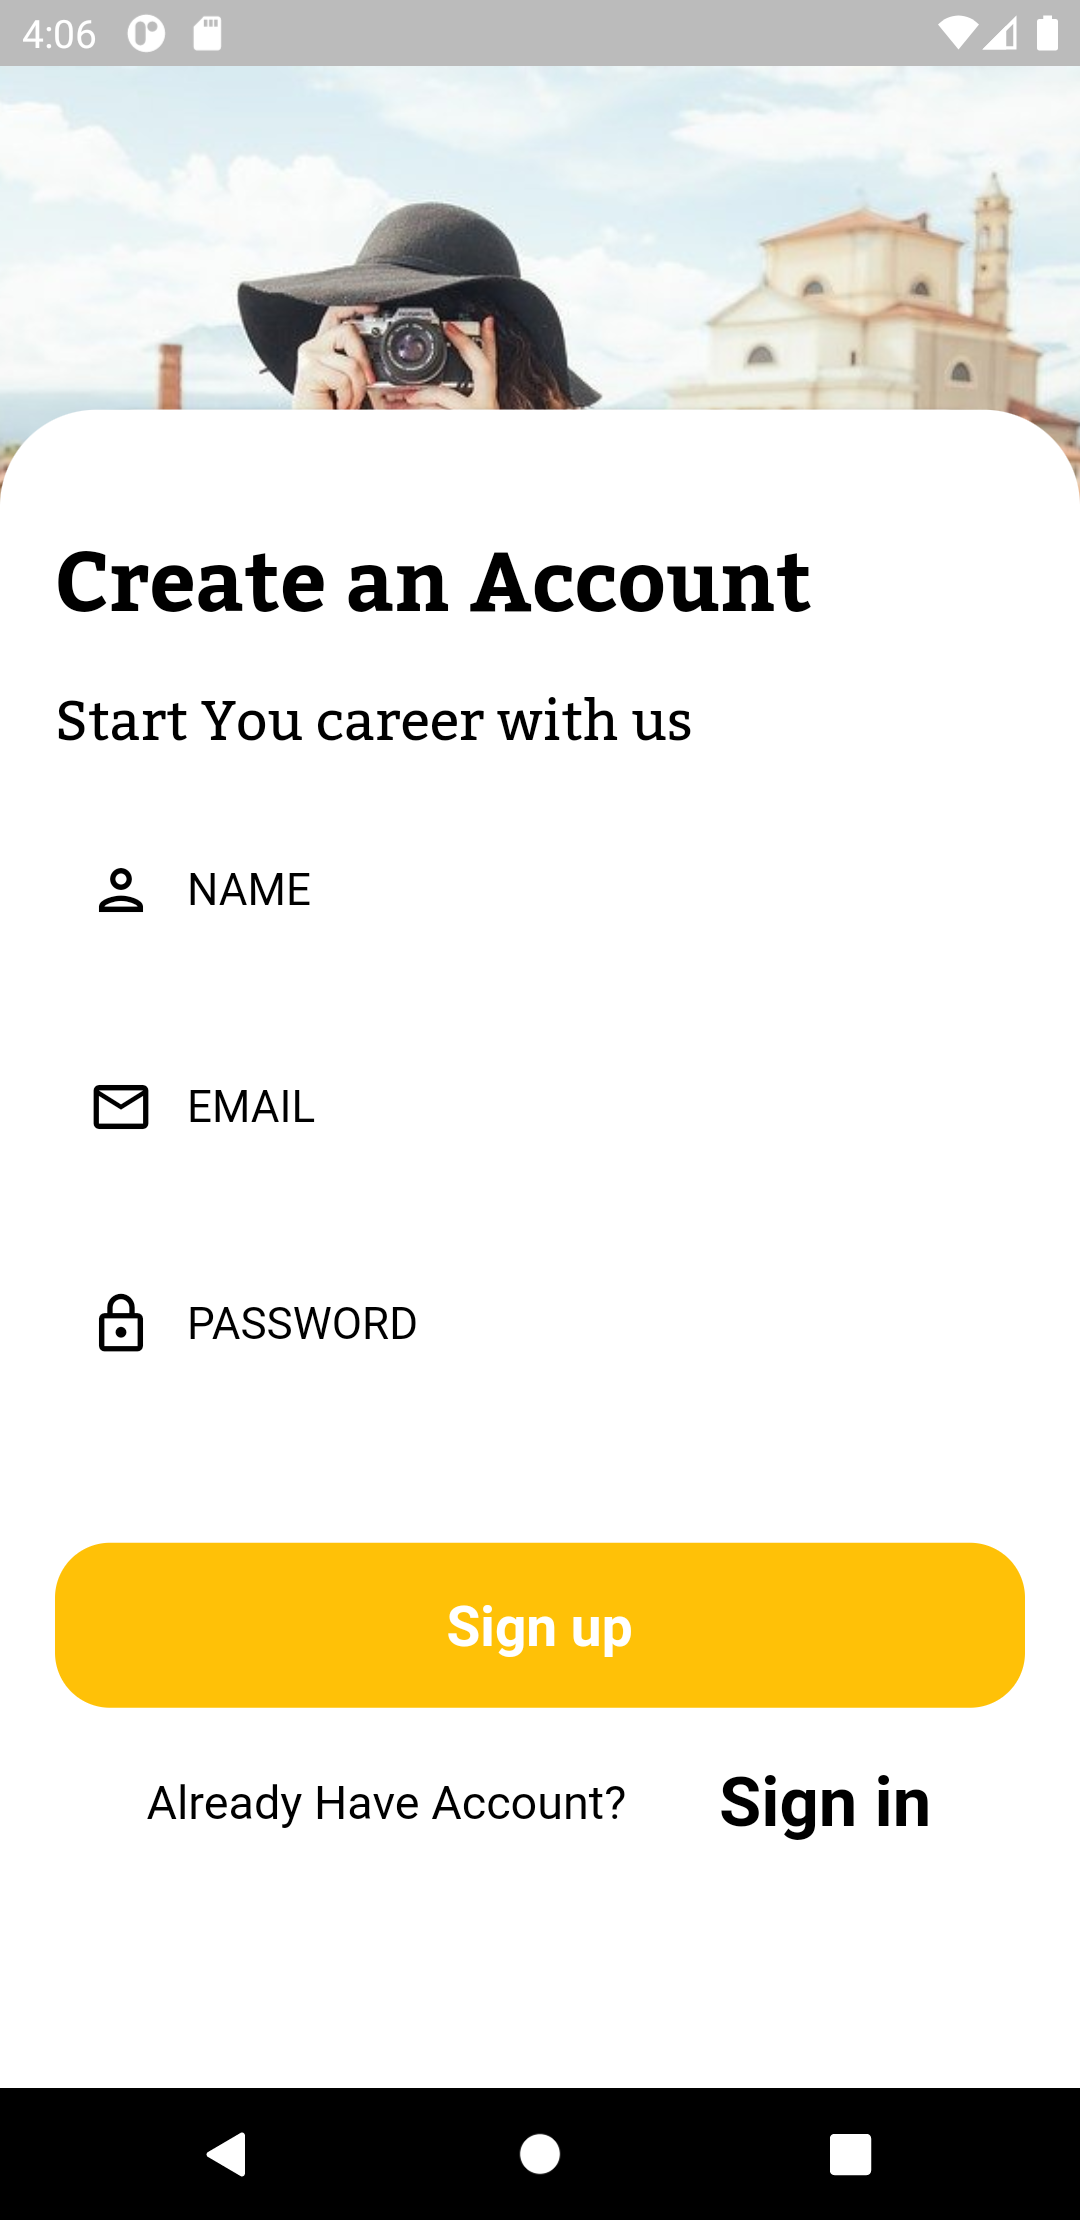 4:06
Create an Account
Start You career with us
NAME
EMAIL
PASSWORD
Sign up
Already Have Account? Sign in